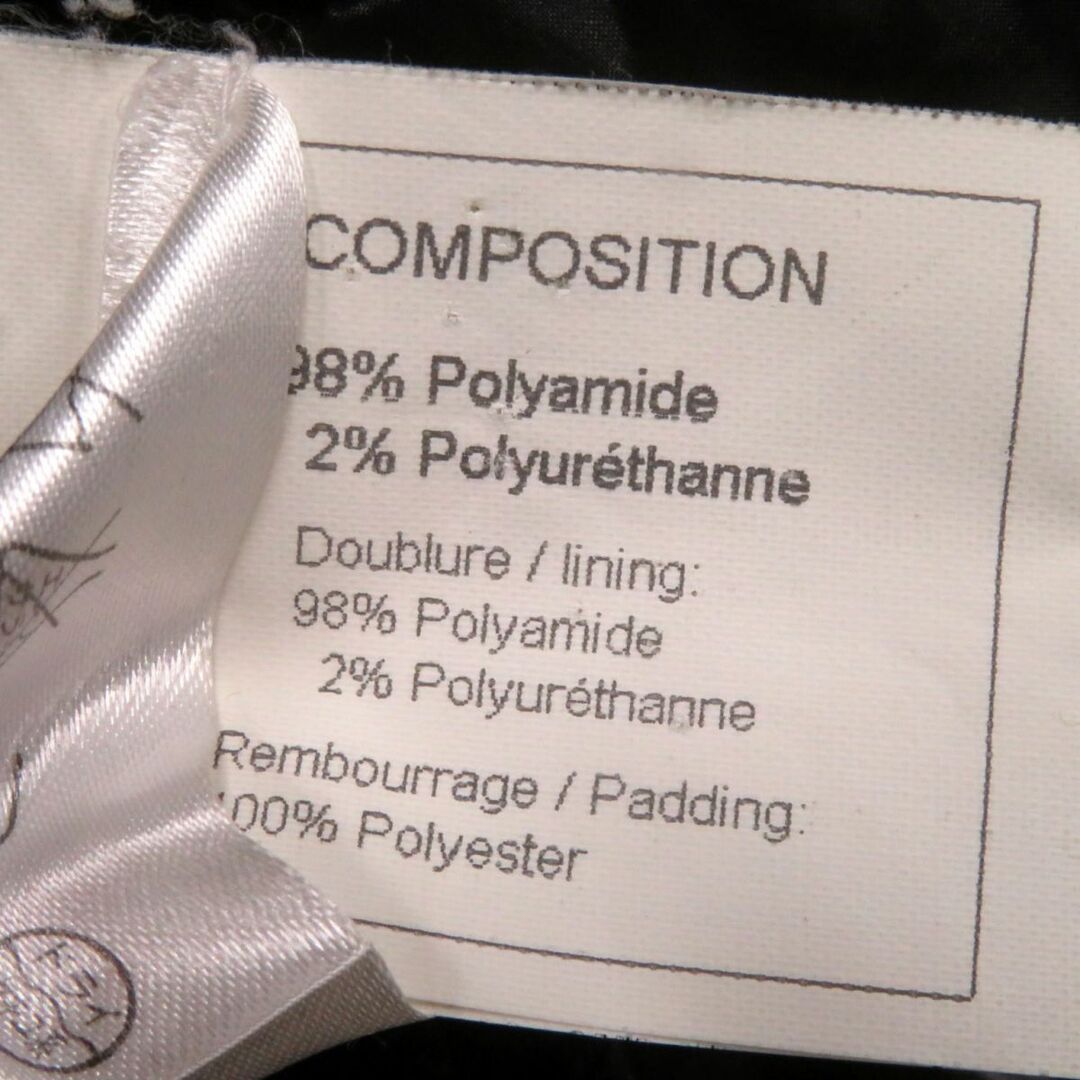 COMPOSITION
98% Polyamide
2% Polyuréthanne
Doublure / lining:
98% Polyamide
2% Polyuréthanne
Rembourrage / Padding:
100% Polyester